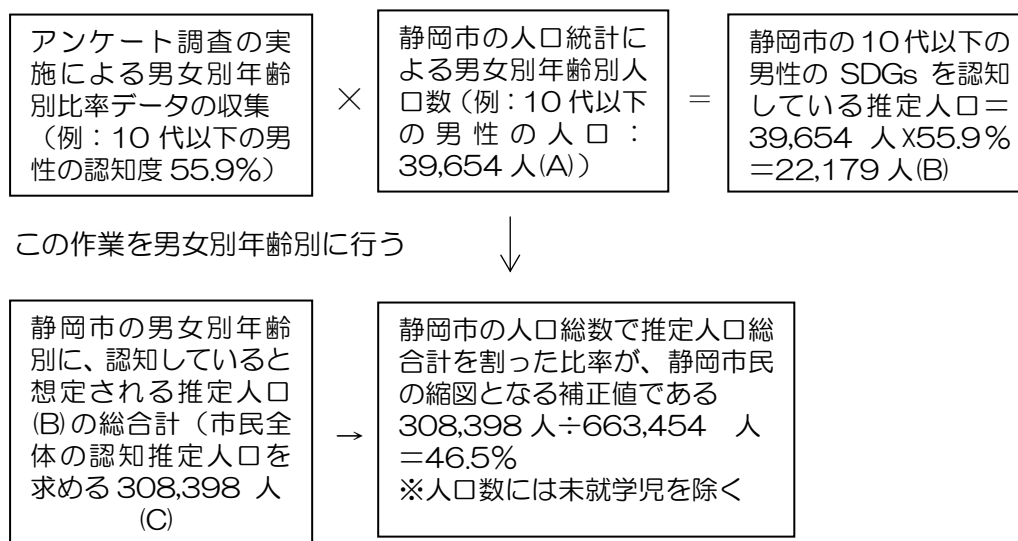 アンケート調査の実
施による男女別年齢
別比率データの収集
（例：10 代以下の男
性の認知度 55.9%）
×
静岡市の人口統計に
よる男女別年齢別人
口数（例：10 代以下
の男性の人口：
39,654 人(A)）
＝
静岡市の 10代以下の
男性の SDGs を認知
している推定人口＝
39,654 人X55.9％
＝22,179 人(B)
この作業を男女別年齢別に行う
↓
静岡市の男女別年齢
別に、認知していると
想定される推定人口
(B)の総合計（市民全
体の認知推定人口を
求める 308,398 人
(C)
→
静岡市の人口総数で推定人口総
合計を割った比率が、静岡市民
の縮図となる補正値である
308,398 人÷663,454 人
＝46.5%
※人口数には未就学児を除く